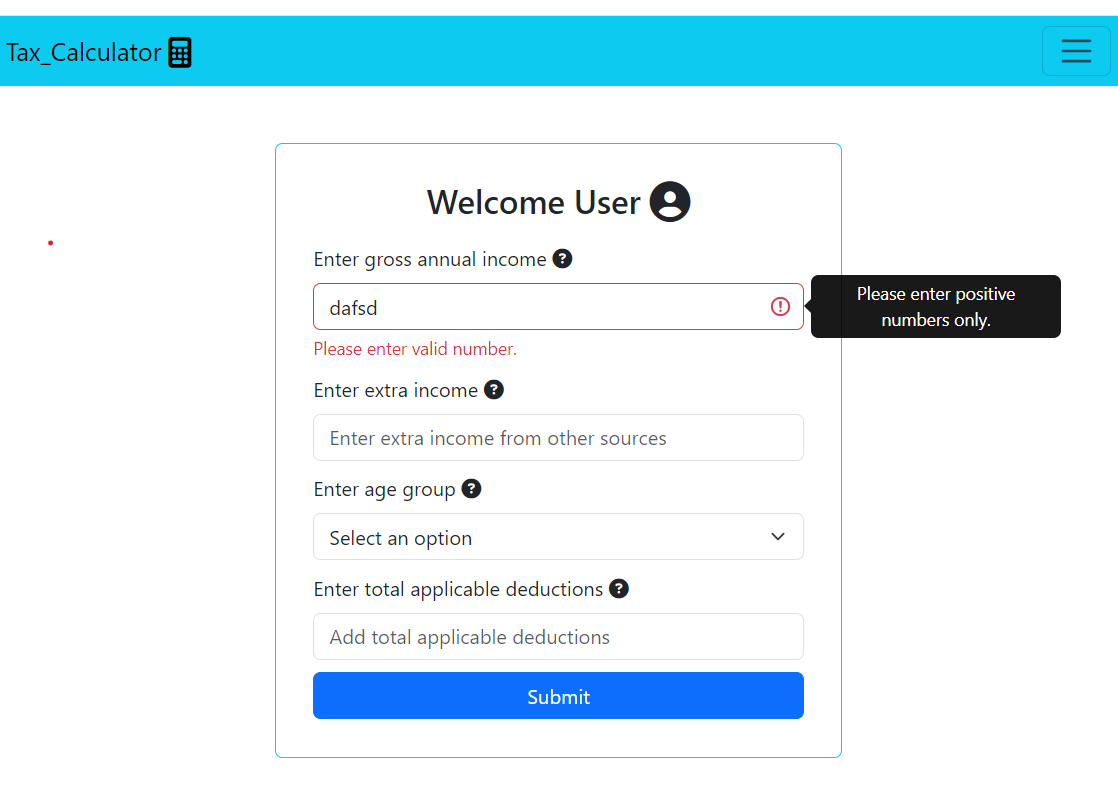 Tax_Calculator
Welcome User
Enter gross annual income ?
dafsd
Please enter positive
numbers only.
Please enter valid number.
Enter extra income ?
Enter extra income from other sources
Enter age group ?
Select an option
Enter total applicable deductions ?
Add total applicable deductions
Submit